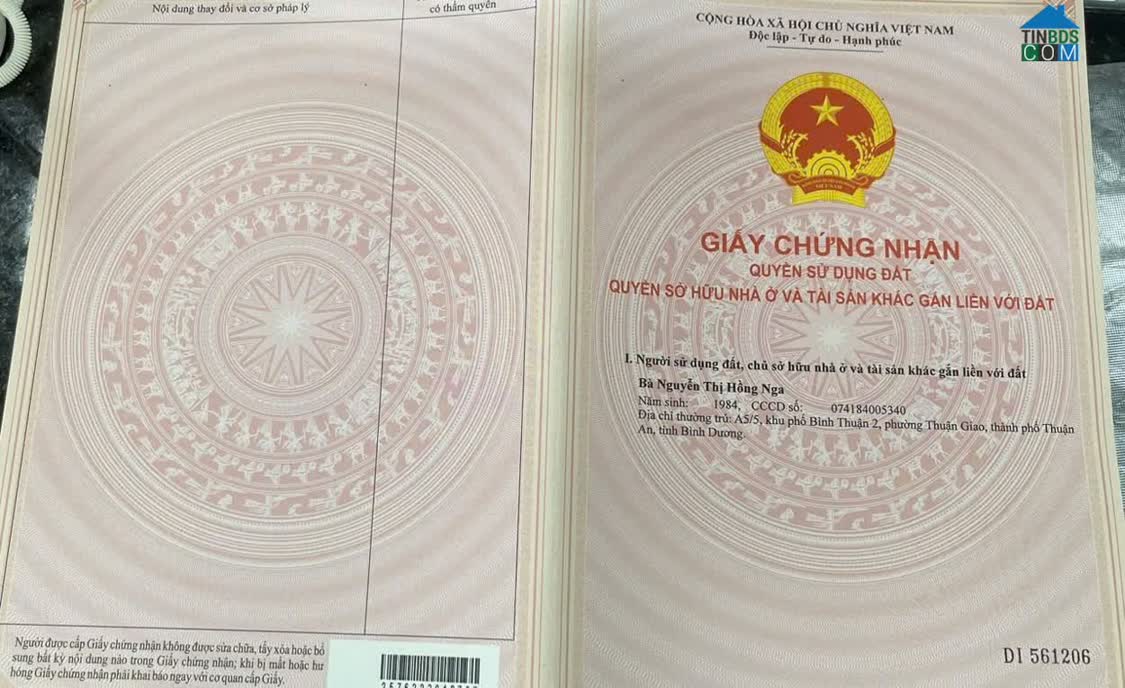 Nội dung thay đổi và cơ sở pháp lý
có thẩm quyền
Người được cấp Giấy chứng nhận không được sửa chữa, tẩy xóa hoặc bổ
sung bất kỳ nội dung nào trong Giấy chứng nhận; khi bị mất hoặc hư
hỏng Giấy chứng nhận phải khai báo ngay với cơ quan cấp Giấy.
CỘNG HÒA XÃ HỘI CHỦ NGHĨA VIỆT NAM
Độc lập - Tự do - Hạnh phúc
TINBDS
COM
VIỆT NAM
GIẤY CHỨNG NHẬN
QUYỀN SỬ DỤNG ĐẤT
QUYỀN SỞ HỮU NHÀ Ở VÀ TÀI SẢN KHÁC GẮN LIỀN VỚI ĐẤT
I. Người sử dụng đất, chủ sở hữu nhà ở và tài sản khác gắn liền với đất
Bà Nguyễn Thị Hồng Nga
Năm sinh: 1984, CCCD số: 074184005340
Địa chỉ thường trú: A5/5, khu phố Bình Thuận 2, phường Thuận Giao, thành phố Thuận
An, tỉnh Bình Dương.
DI 561206